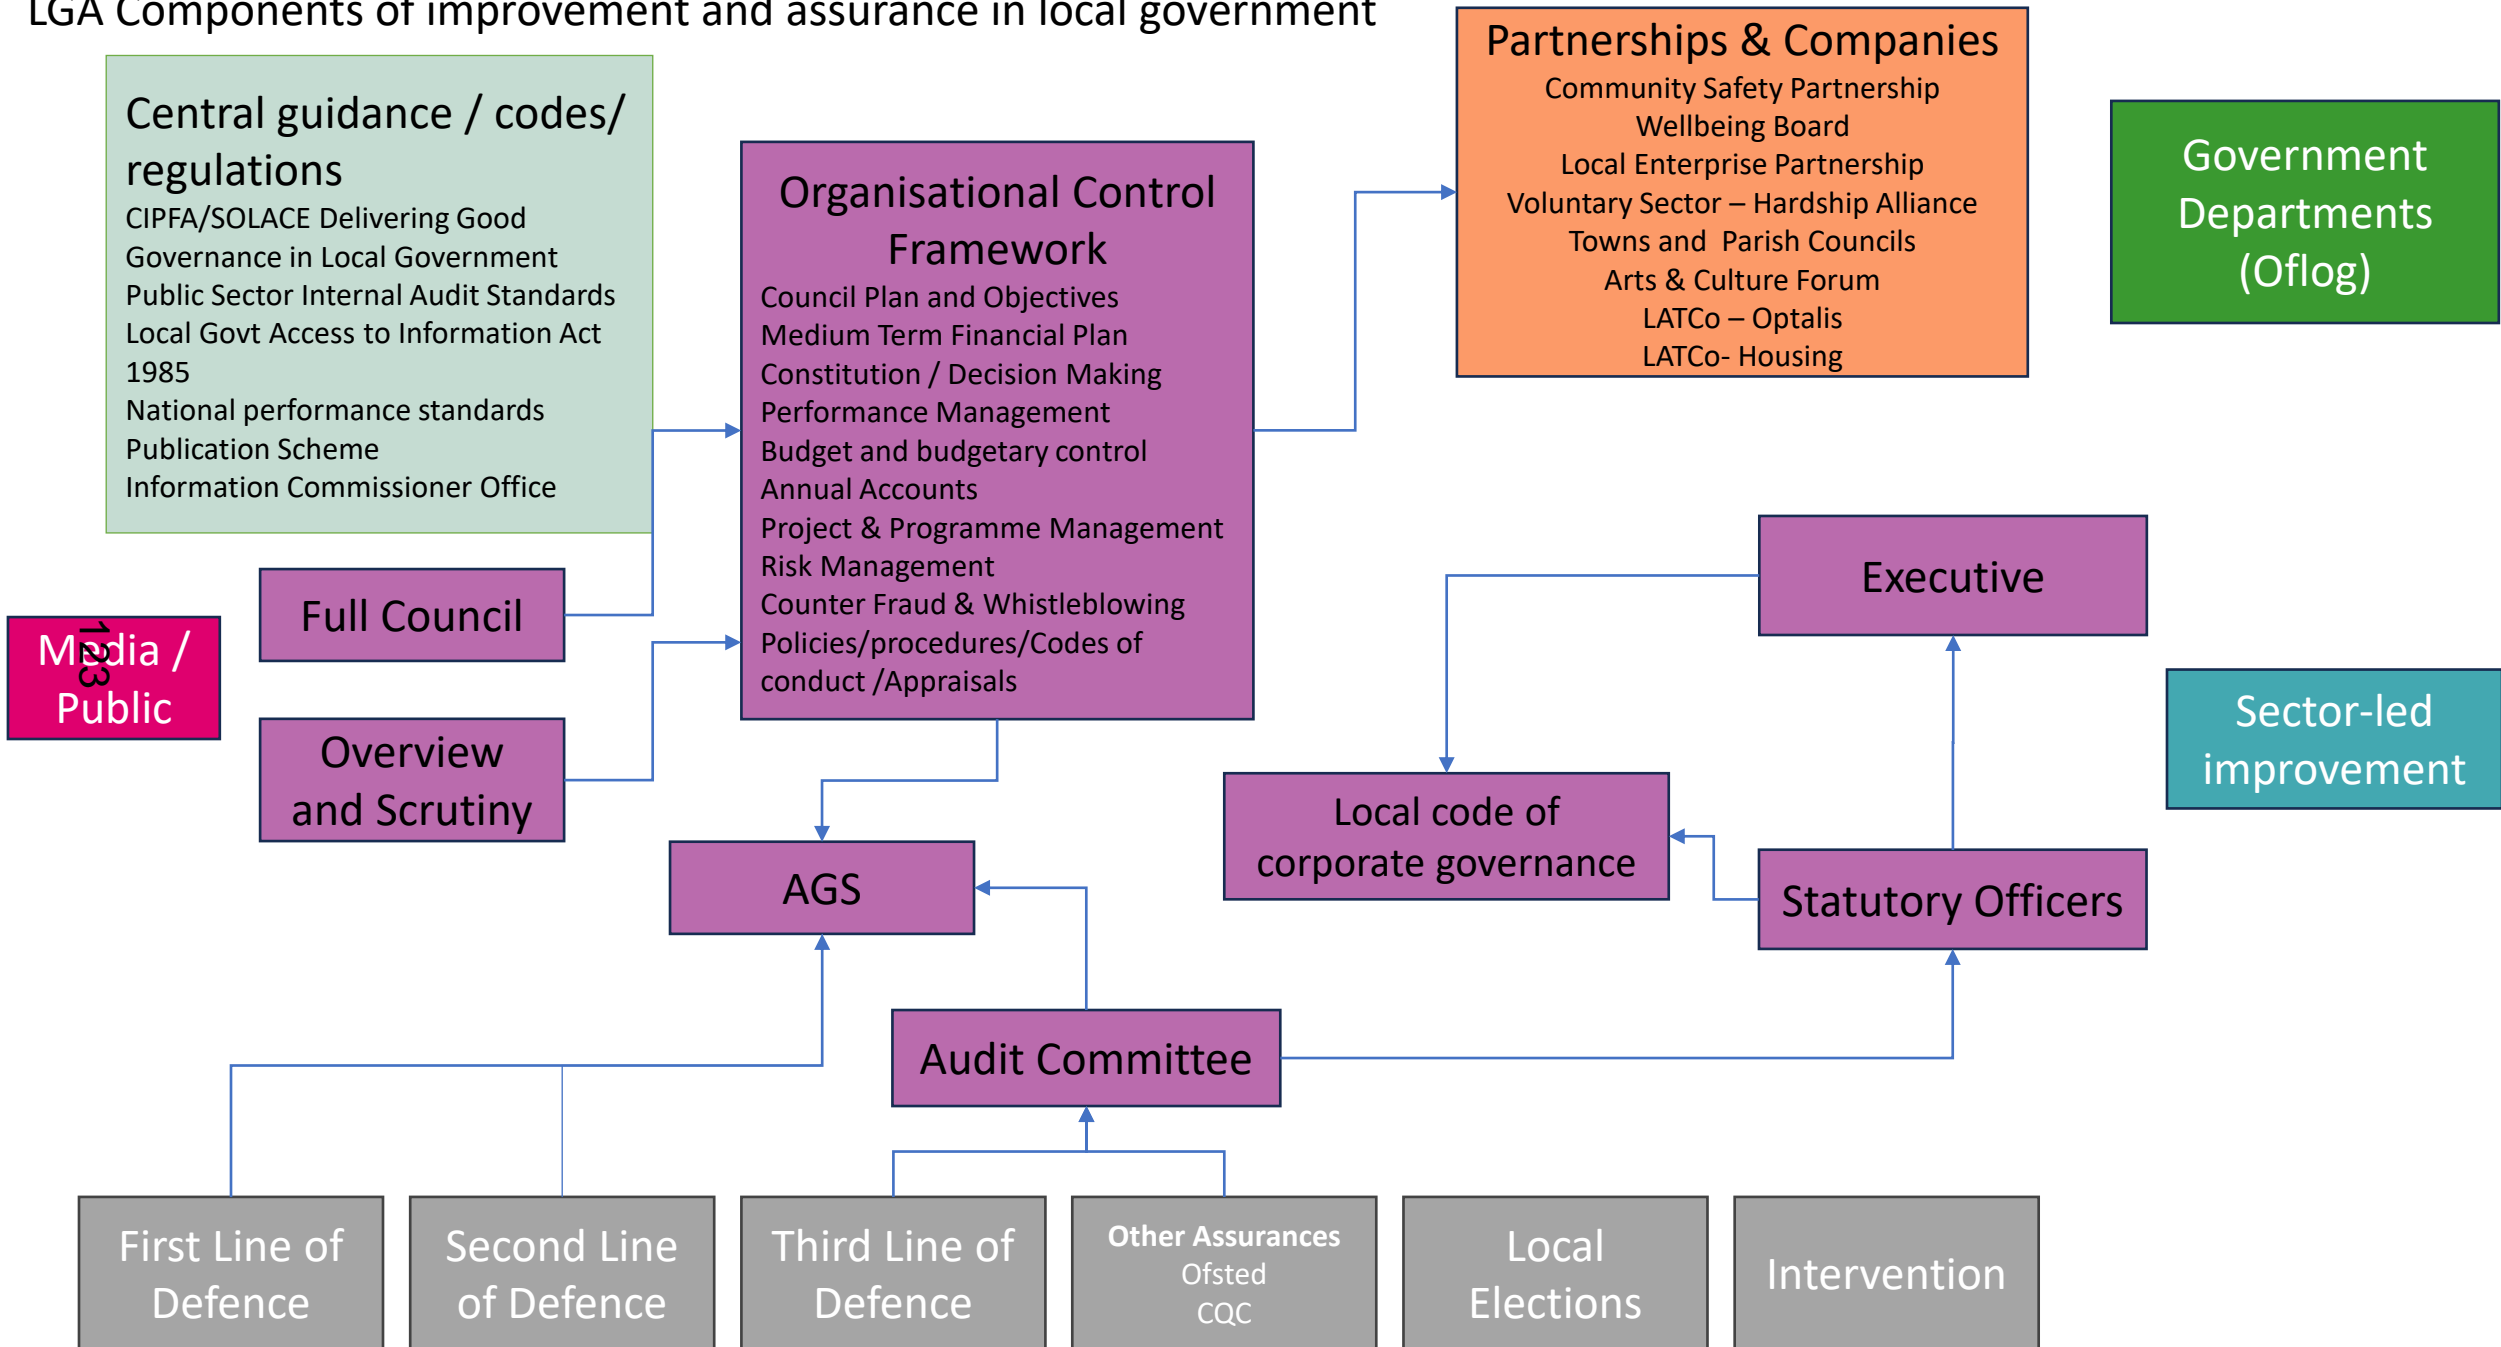 LGA Components of improvement and assurance in local government
Central guidance / codes/
regulations
CIPFA/SOLACE Delivering Good
Governance in Local Government
Public Sector Internal Audit Standards
Local Govt Access to Information Act
1985
National performance standards
Publication Scheme
Information Commissioner Office
Organisational Control
Framework
Council Plan and Objectives
Medium Term Financial Plan
Constitution / Decision Making
Performance Management
Budget and budgetary control
Annual Accounts
Project & Programme Management
Risk Management
Counter Fraud & Whistleblowing
Policies/procedures/Codes of
conduct /Appraisals
Partnerships & Companies
Community Safety Partnership
Wellbeing Board
Local Enterprise Partnership
Voluntary Sector – Hardship Alliance
Towns and  Parish Councils
Arts & Culture Forum
LATCo – Optalis
LATCo- Housing
Government
Departments
(Oflog)
Full Council
Media /
Public
123
Overview
and Scrutiny
Executive
Sector-led
improvement
Local code of
corporate governance
AGS
Statutory Officers
Audit Committee
First Line of
Defence
Second Line
of Defence
Third Line of
Defence
Other Assurances
Ofsted
CQC
Local
Elections
Intervention